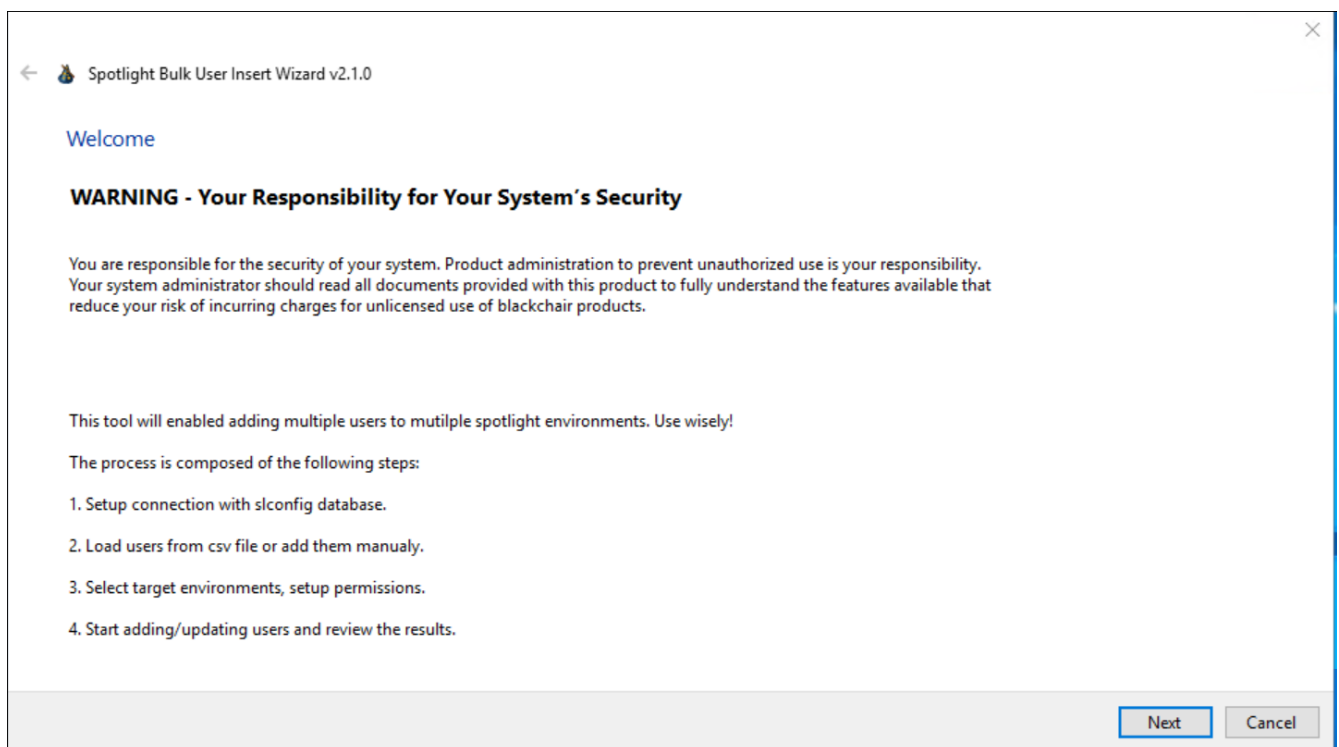 Spotlight Bulk User Insert Wizard v2.1.0
Welcome
WARNING - Your Responsibility for Your System's Security
You are responsible for the security of your system. Product administration to prevent unauthorized use is your responsibility.
Your system administrator should read all documents provided with this product to fully understand the features available that
reduce your risk of incurring charges for unlicensed use of blackchair products.
This tool will enabled adding multiple users to mutilple spotlight environments. Use wisely!
The process is composed of the following steps:
1. Setup connection with slconfig database.
2. Load users from csv file or add them manualy.
3. Select target environments, setup permissions.
4. Start adding/updating users and review the results.
Next Cancel